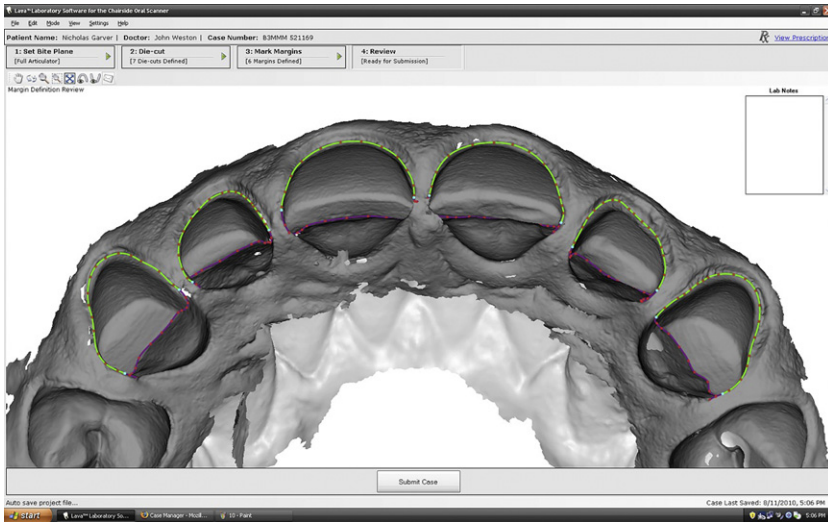 Lava™ Laboratory Software for the Chairside Oral Scanner
File Edit Mode View Settings Help
Patient Name: Nicholas Garver | Doctor: John Weston | Case Number: B3MMM 521169
View Prescription
1: Set Bite Plane
[Full Articulator]
2: Die-cut
[7 Die-cuts Defined]
3: Mark Margins
[6 Margins Defined]
4: Review
[Ready for Submission]
Margin Definition Review
Lab Notes
Submit Case
Auto save project file...
Case Last Saved: 8/11/2010, 5:06 PM
start
Lava™ Laboratory So...
Case Manager - Mozil...
10 - Paint
5:06 PM